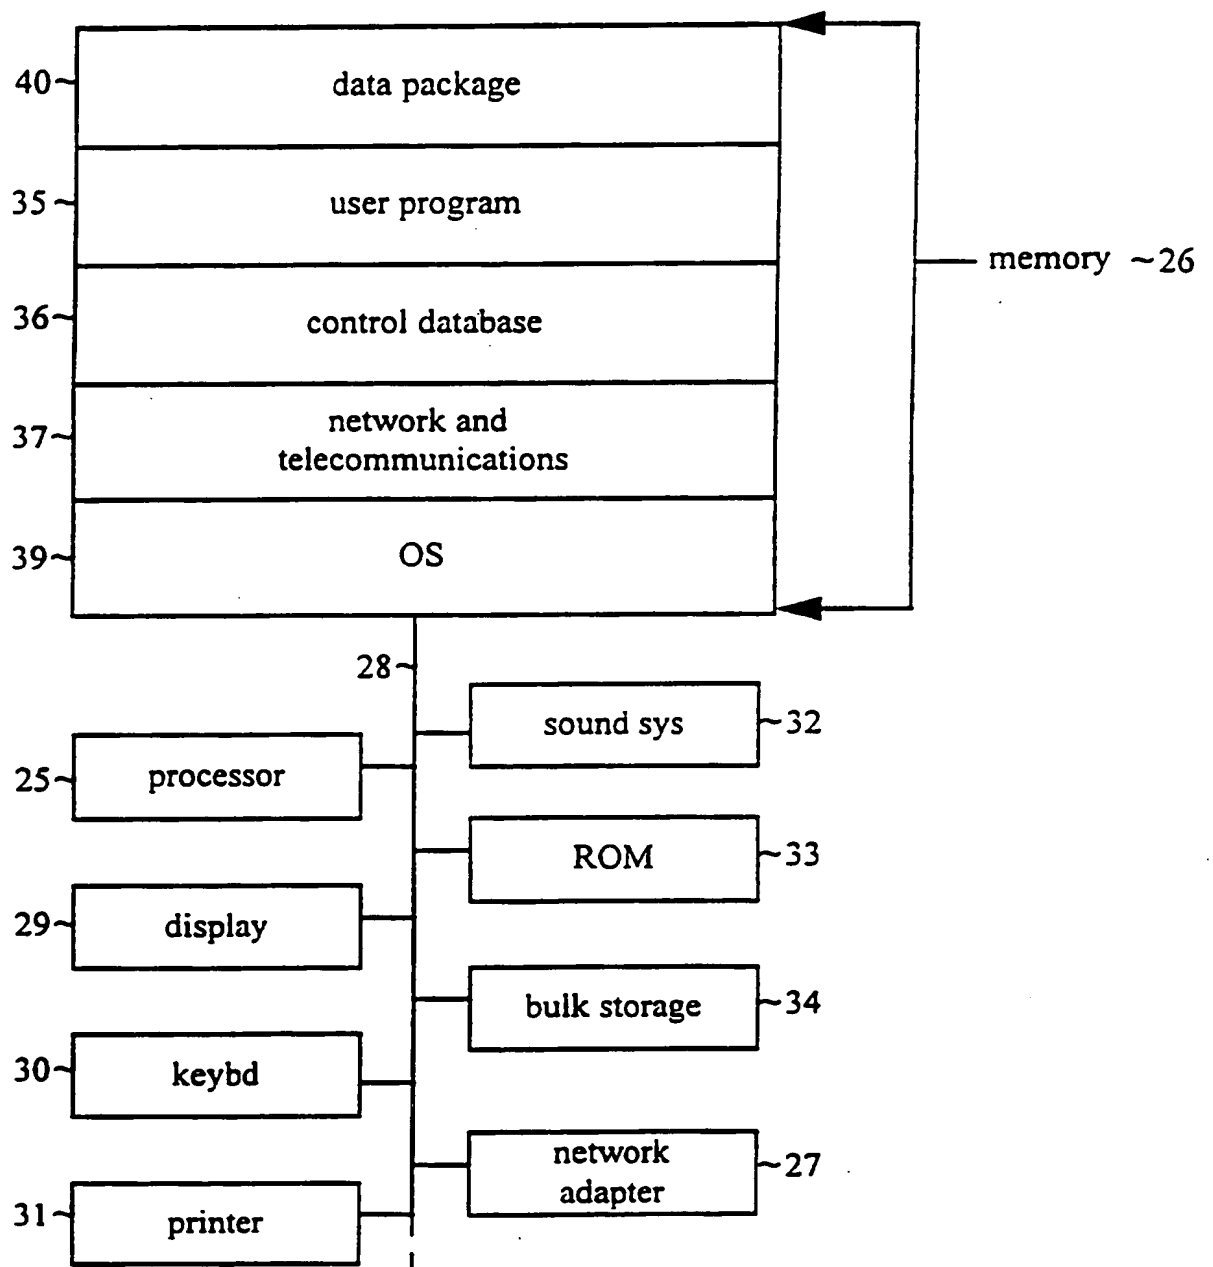 40~ data package
35~ user program
memory ~26
36~ control database
37~ network and
telecommunications
39~ OS
28~
sound sys ~32
25~ processor
ROM ~33
29~ display
bulk storage ~34
30~ keybd
network
adapter ~27
31~ printer